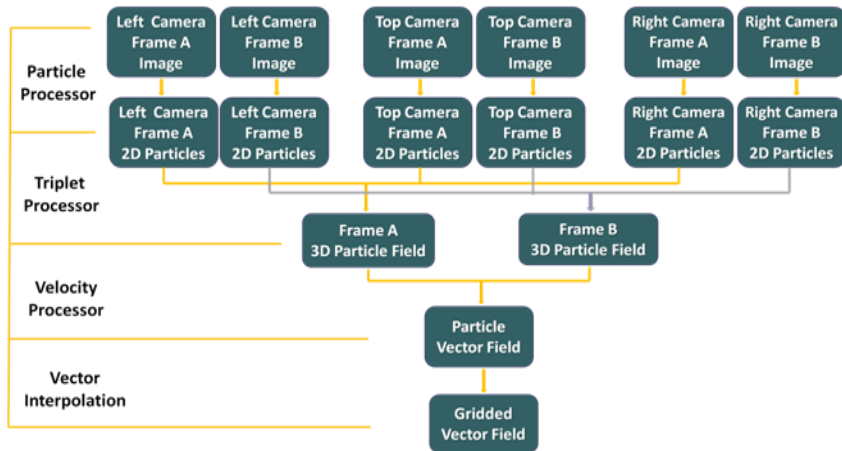 Left Camera
Frame A
Image
Left Camera
Frame B
Image
Top Camera
Frame A
Image
Top Camera
Frame B
Image
Right Camera
Frame A
Image
Right Camera
Frame B
Image
Particle
Processor
Left Camera
Frame A
2D Particles
Left Camera
Frame B
2D Particles
Top Camera
Frame A
2D Particles
Top Camera
Frame B
2D Particles
Right Camera
Frame A
2D Particles
Right Camera
Frame B
2D Particles
Triplet
Processor
Frame A
3D Particle Field
Frame B
3D Particle Field
Velocity
Processor
Particle
Vector Field
Vector
Interpolation
Gridded
Vector Field